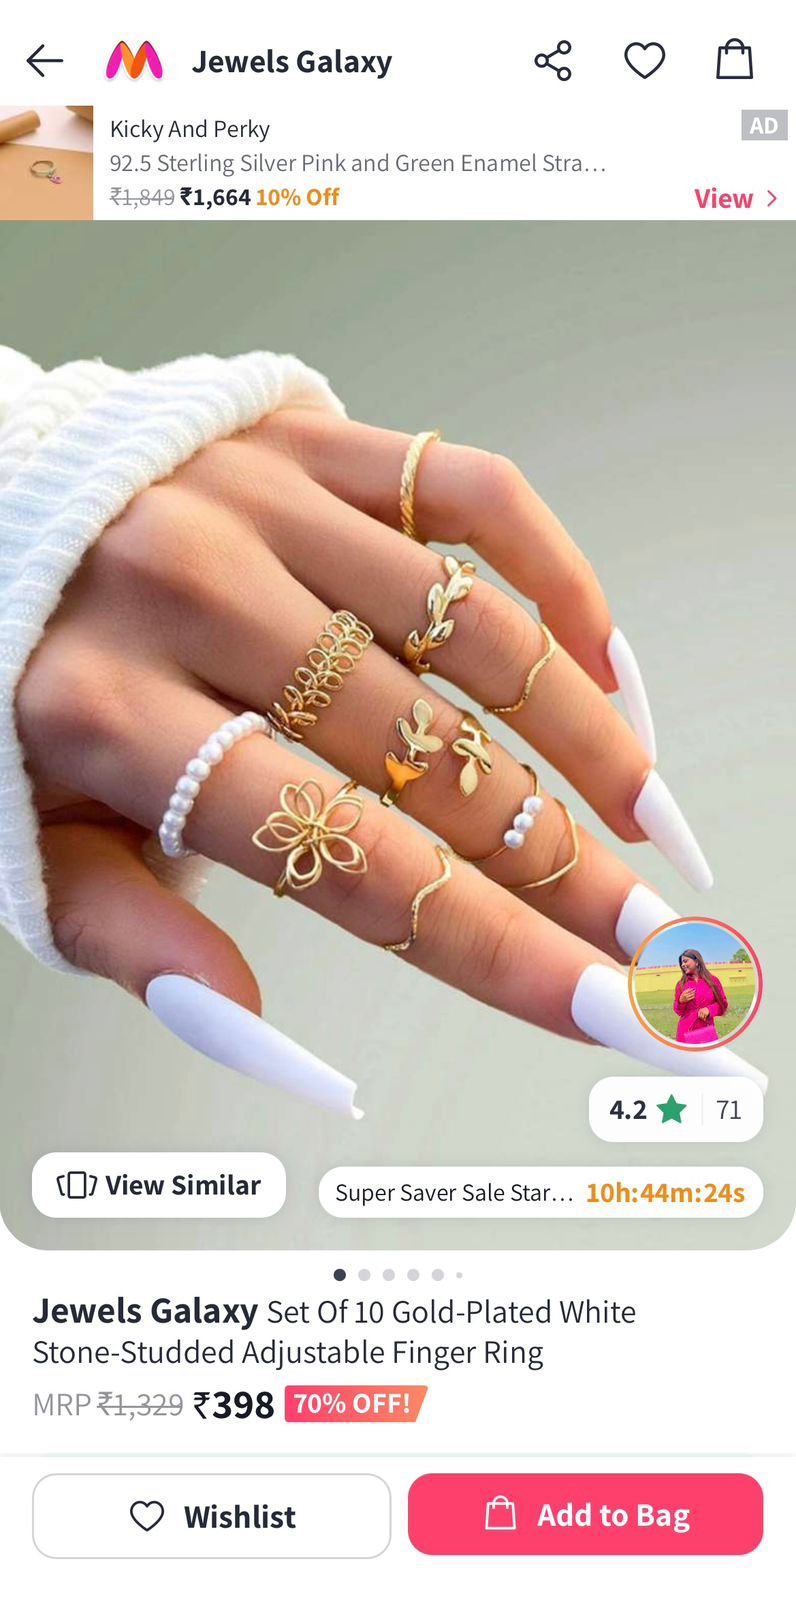 Jewels Galaxy
Kicky And Perky
AD
92.5 Sterling Silver Pink and Green Enamel Stra...
₹1,849 ₹1,664 10% Off
View
4.2 71
View Similar
Super Saver Sale Star... 10h:44m:24s
Jewels Galaxy Set Of 10 Gold-Plated White
Stone-Studded Adjustable Finger Ring
MRP ₹1,329 ₹398 70% OFF!
Wishlist
Add to Bag